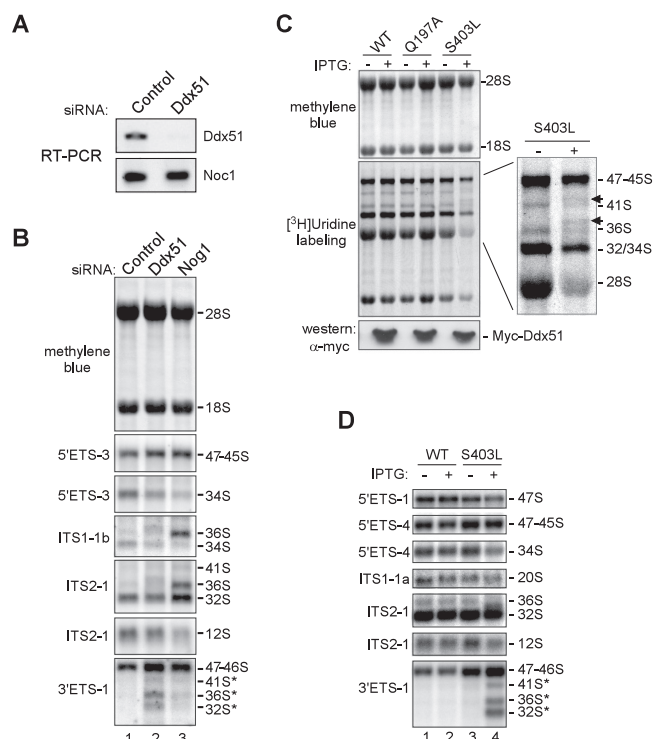 A
siRNA:
Control
Ddx51
RT-PCR
Ddx51
Noc1
B
siRNA:
Control
Ddx51
Nog1
methylene
blue
28S
18S
5'ETS-3
47-45S
5'ETS-3
34S
ITS1-1b
36S
34S
ITS2-1
41S
36S
32S
ITS2-1
12S
3'ETS-1
47-46S
41S*
36S*
32S*
1 2 3
C
WT Q197A S403L
IPTG: - + - + - +
methylene
blue
28S
18S
[³H]Uridine
labeling
western:
α-myc
- Myc-Ddx51
S403L
- +
47-45S
41S
36S
32/34S
28S
D
WT S403L
IPTG: - + - +
5'ETS-1
47S
5'ETS-4
47-45S
5'ETS-4
34S
ITS1-1a
20S
ITS2-1
36S
32S
ITS2-1
12S
3'ETS-1
47-46S
41S*
36S*
32S*
1 2 3 4